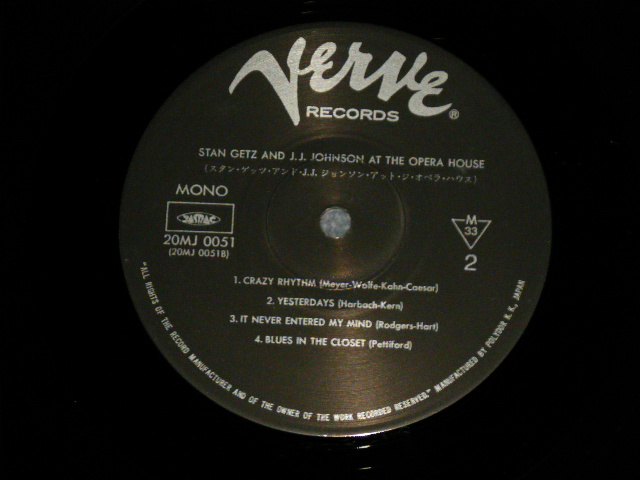 Verve
RECORDS ®
STAN GETZ AND J.J. JOHNSON AT THE OPERA HOUSE
(スタン・ゲッツ・アンド・J.J. ジョンソン・アット・ジ・オペラ・ハウス)
MONO
JASRAC
20MJ 0051
(20MJ 0051B)
M
33
2
1. CRAZY RHYTHM (Meyer-Wolfe-Kahn-Caesar)
2. YESTERDAYS (Harbach-Kern)
3. IT NEVER ENTERED MY MIND (Rodgers-Hart)
4. BLUES IN THE CLOSET (Pettiford)
"ALL RIGHTS OF THE RECORD MANUFACTURER AND OF THE OWNER OF THE WORK RECORDED RESERVED." MANUFACTURED BY POLYDOR K.K. JAPAN